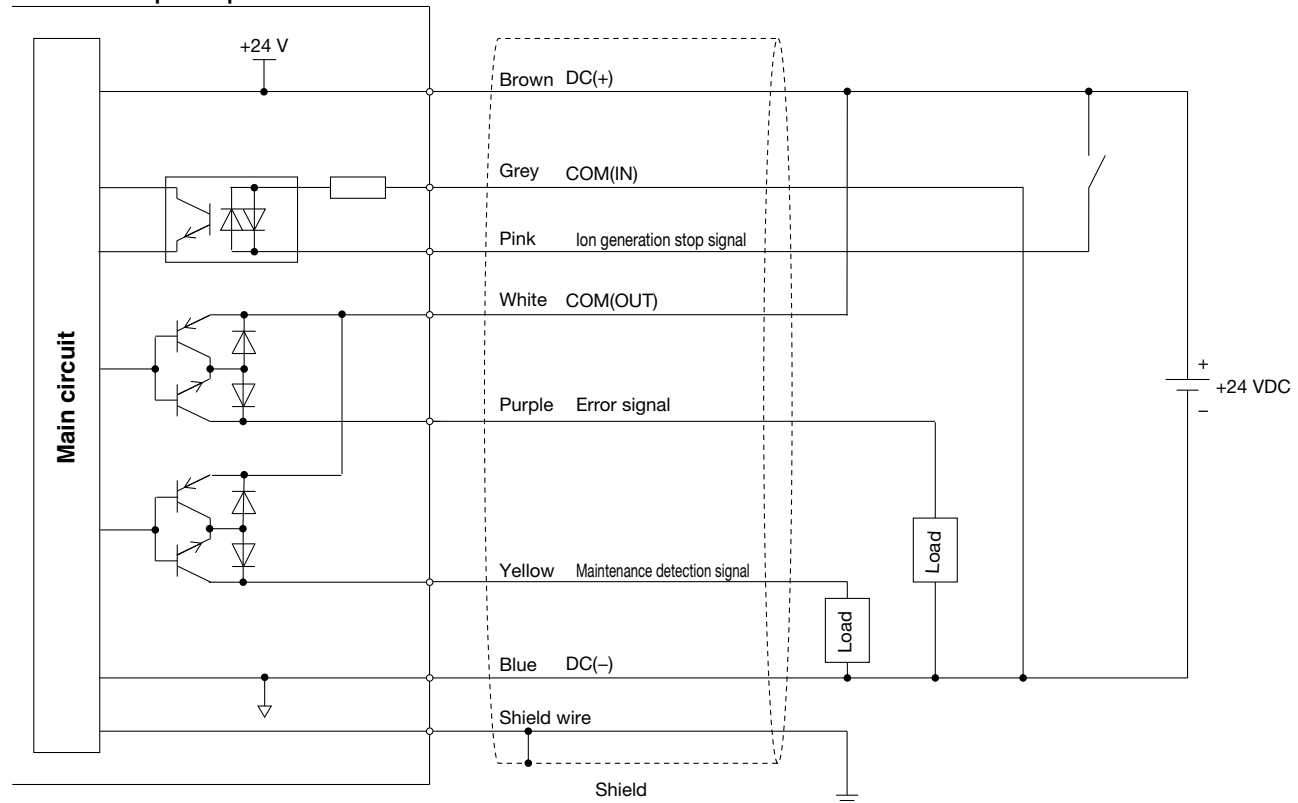 +24 V
Brown DC(+)
Grey COM(IN)
Pink Ion generation stop signal
White COM(OUT)
Main circuit
+
+24 VDC
–
Purple Error signal
Load
Yellow Maintenance detection signal
Load
Blue DC(–)
Shield wire
Shield